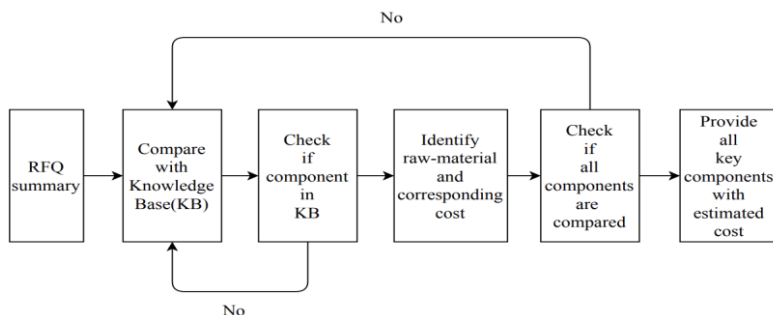 No
RFQ
summary
Compare
with
Knowledge
Base(KB)
Check
if
component
in
KB
Identify
raw-material
and
corresponding
cost
Check
if
all
components
are
compared
Provide
all
key
components
with
estimated
cost
No